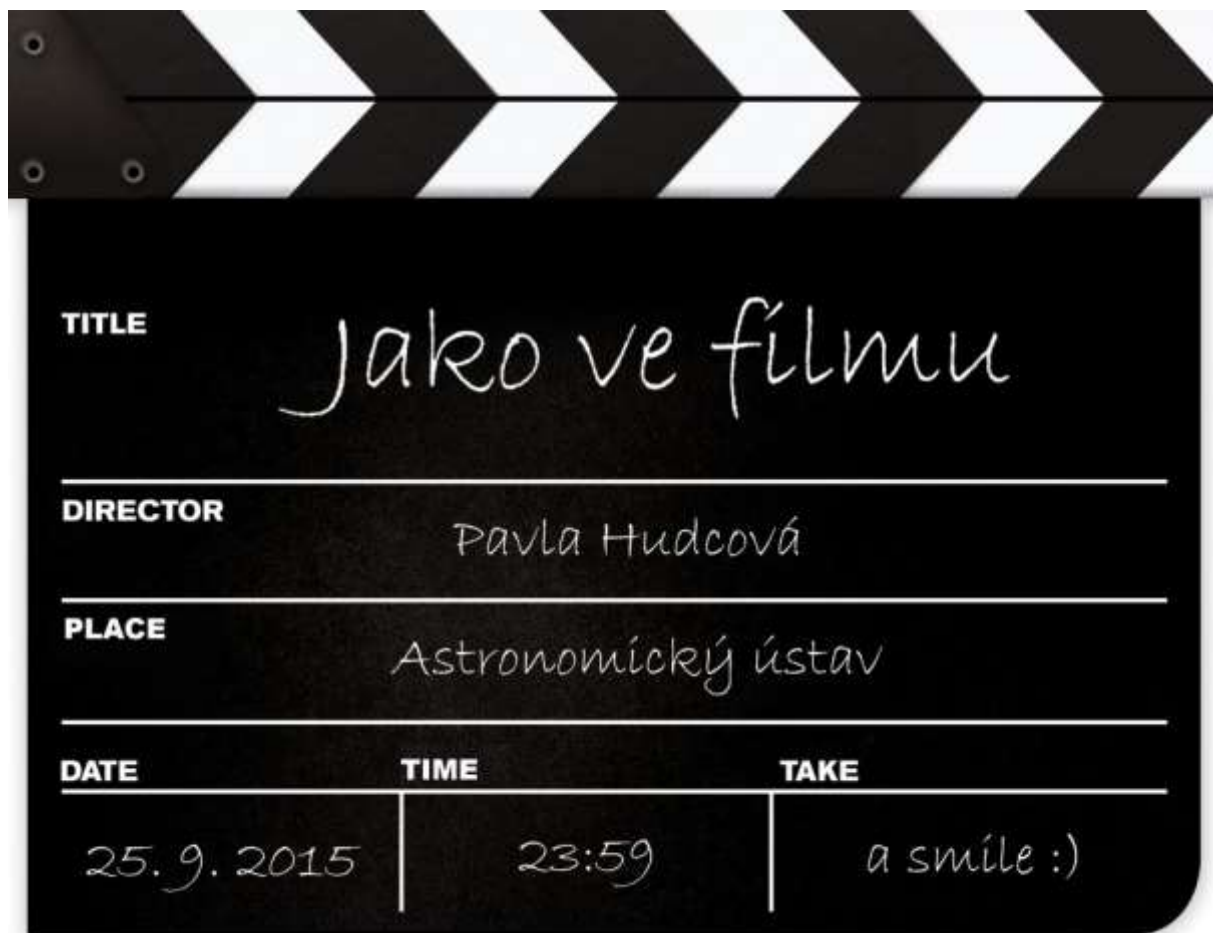 TITLE
Jako ve filmu
DIRECTOR
Pavla Hudcová
PLACE
Astronomický ústav
DATE TIME TAKE
25. 9. 2015 23:59 a smile :)